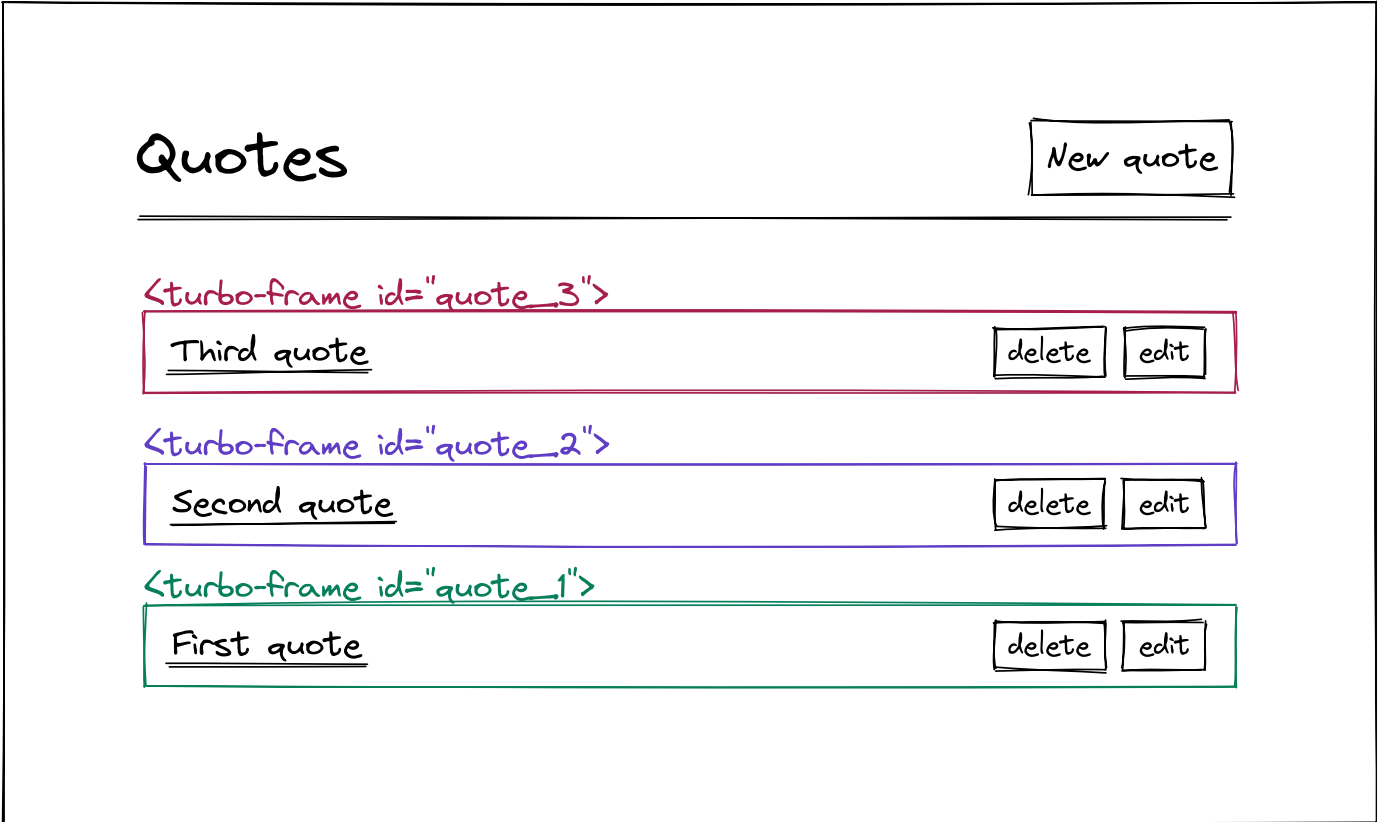 Quotes New quote
<turbo-frame id="quote_3">
Third quote delete edit
<turbo-frame id="quote_2">
Second quote delete edit
<turbo-frame id="quote_1">
First quote delete edit